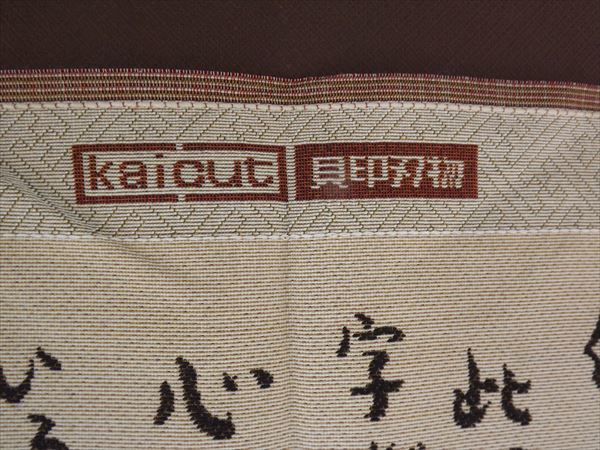 kaicut 貝印刃物
此
字
心